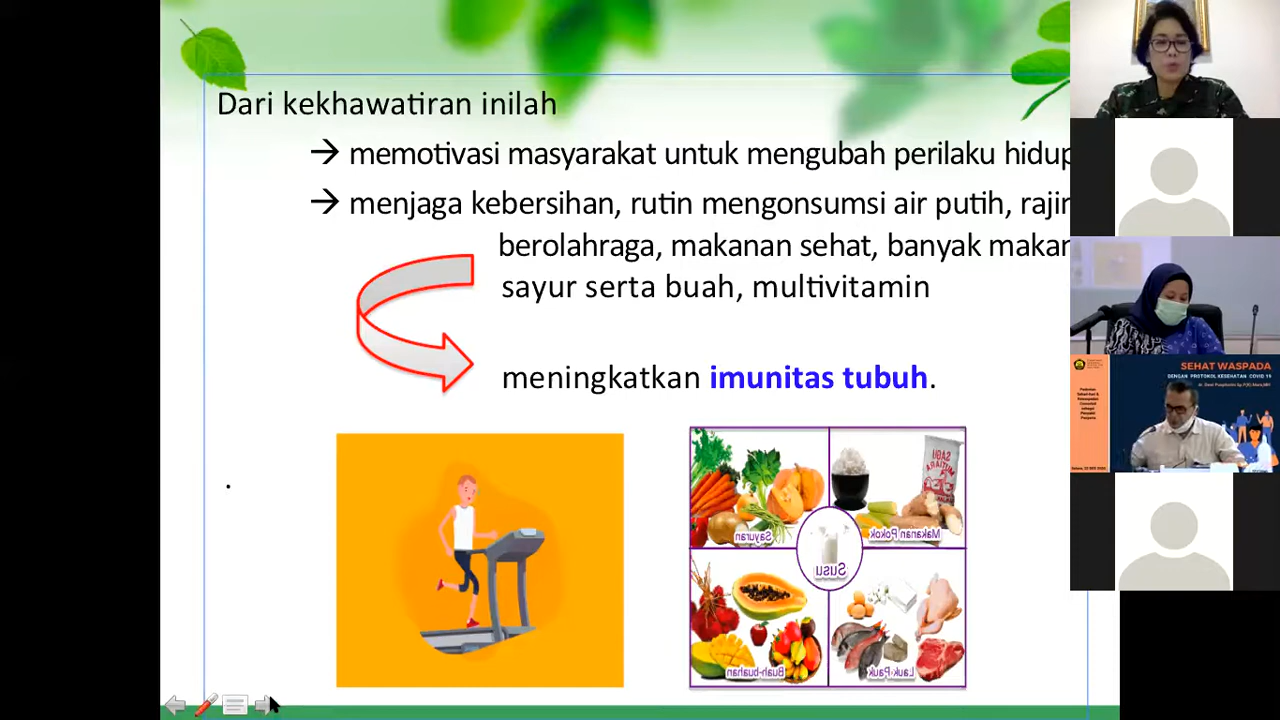 Dari kekhawatiran inilah
→ memotivasi masyarakat untuk mengubah perilaku hidup
→ menjaga kebersihan, rutin mengonsumsi air putih, rajin
berolahraga, makanan sehat, banyak makan
sayur serta buah, multivitamin
meningkatkan imunitas tubuh.
.
Sayuran
Makanan Pokok
SAGU
MUTIARA
Susu
Buah-buahan
Lauk-Pauk
SEHAT WASPADA
DENGAN PROTOKOL KESEHATAN COVID 19